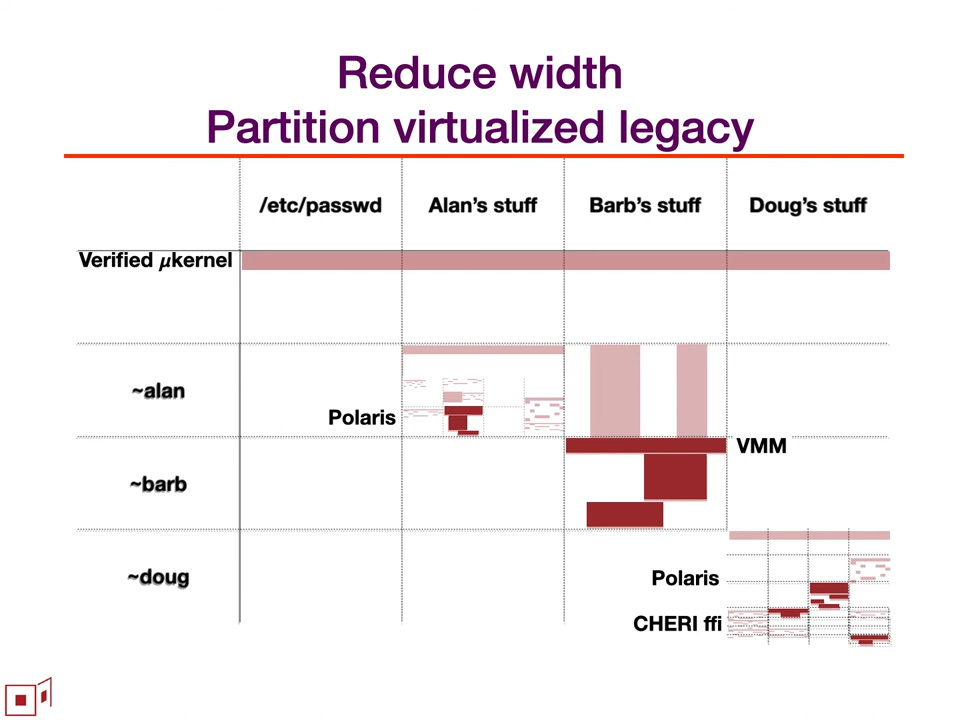 Reduce width
Partition virtualized legacy
/etc/passwd
Alan's stuff
Barb's stuff
Doug's stuff
Verified μkernel
~alan
Polaris
VMM
~barb
~doug
Polaris
CHERI ffi